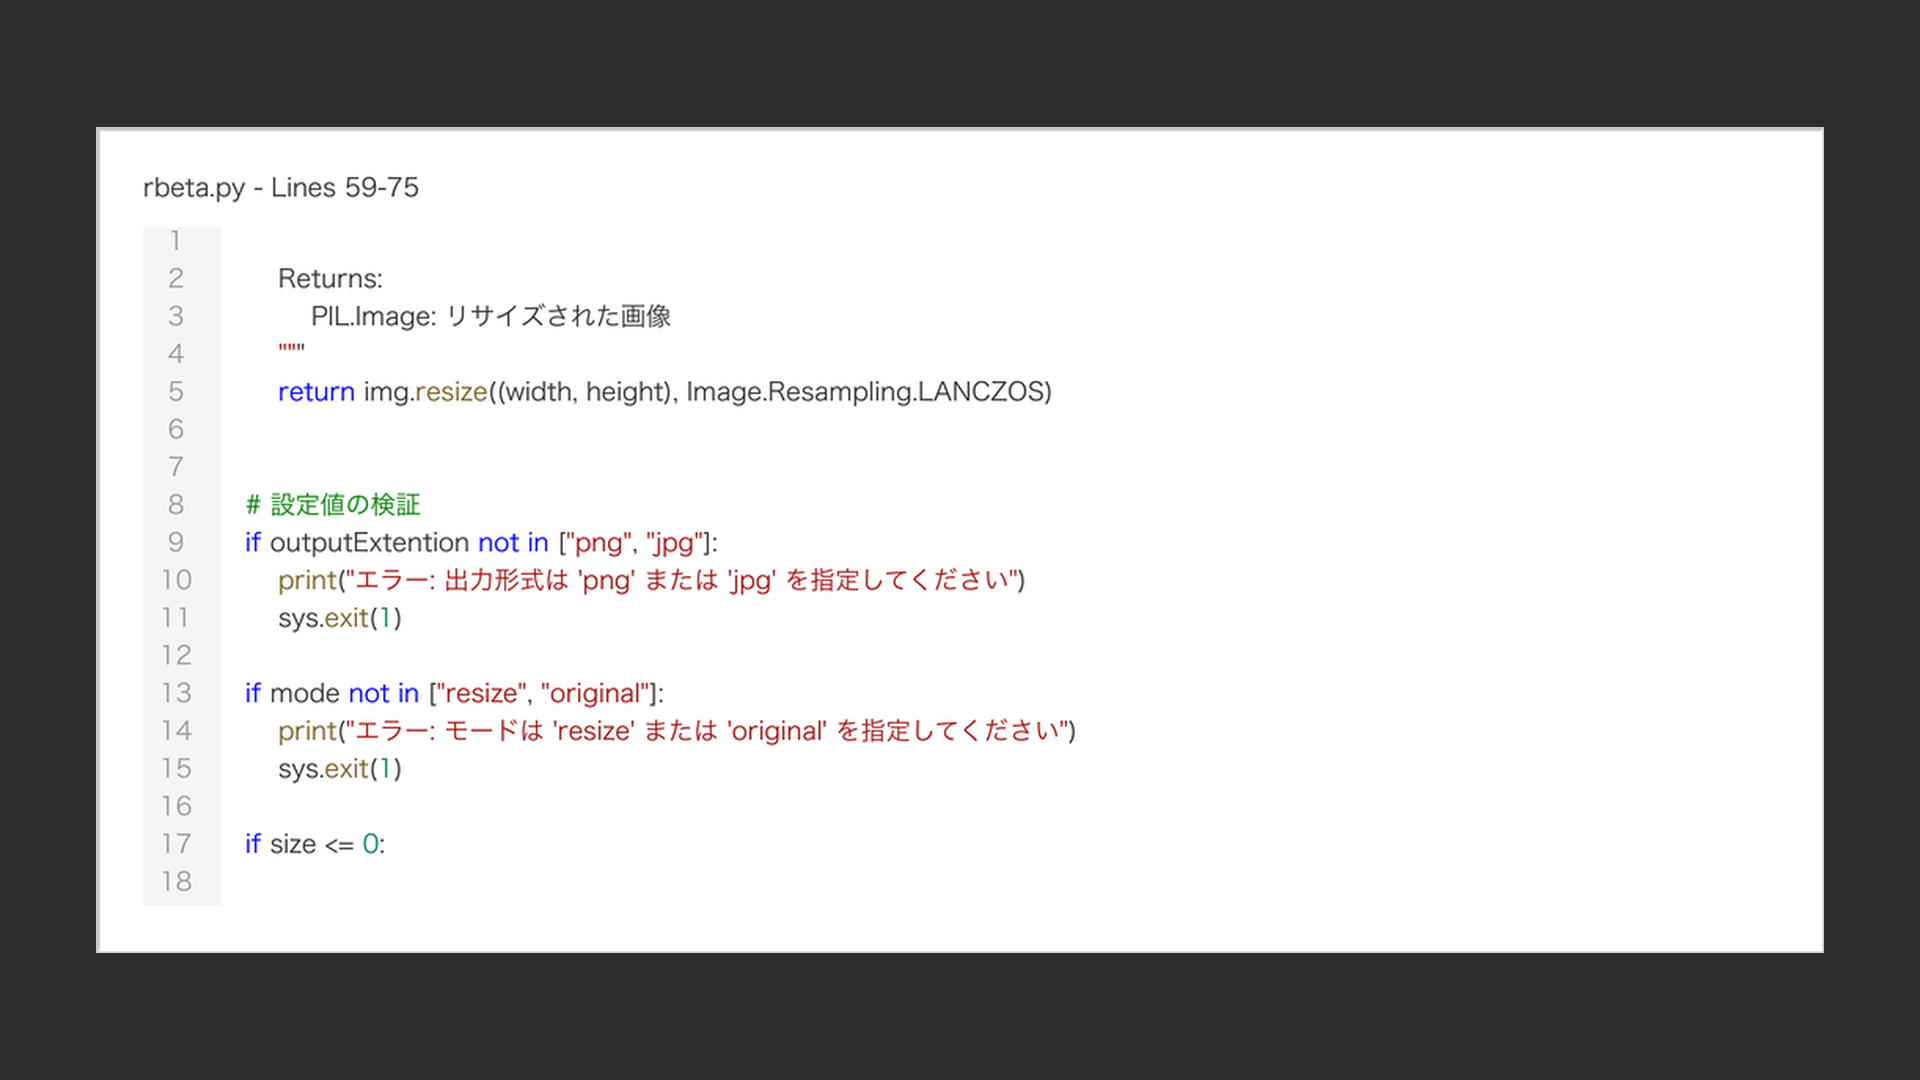 rbeta.py - Lines 59-75
1
2 Returns:
3 PIL.Image: リサイズされた画像
4 """
5 return img.resize((width, height), Image.Resampling.LANCZOS)
6
7
8 # 設定値の検証
9 if outputExtention not in ["png", "jpg"]:
10 print("エラー: 出力形式は 'png' または 'jpg' を指定してください")
11 sys.exit(1)
12
13 if mode not in ["resize", "original"]:
14 print("エラー: モードは 'resize' または 'original' を指定してください")
15 sys.exit(1)
16
17 if size <= 0:
18